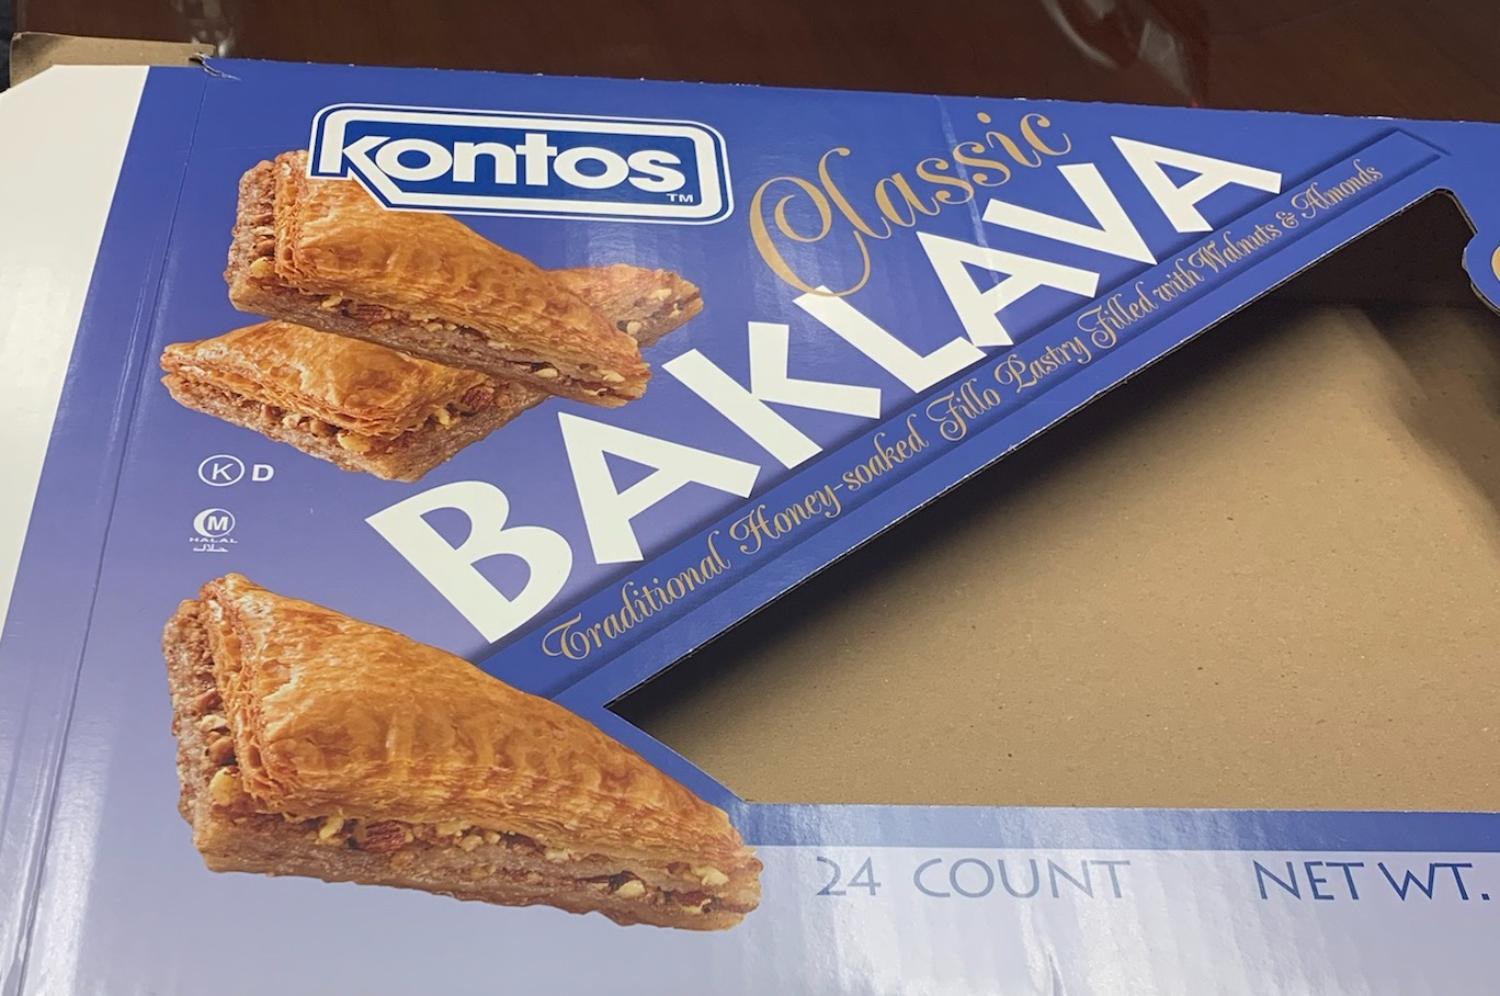 kontos
TM
Classic
BAKLAVA
Traditional Honey-soaked Fillo Pastry Filled with Walnuts & Almonds
K D
M
HALAL
حلال
24 COUNT NET WT.